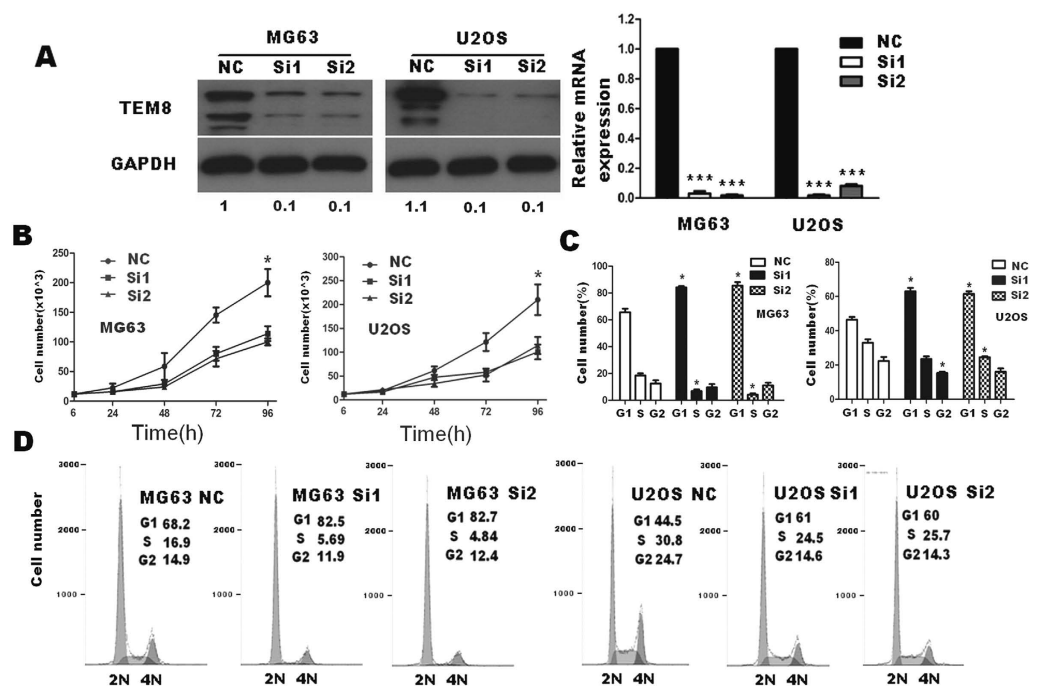 A
MG63 U2OS
NC Si1 Si2 NC Si1 Si2
TEM8
GAPDH
1 0.1 0.1 1.1 0.1 0.1
Relative mRNA
expression
1.2
1.0
0.8
0.6
0.4
0.2
0.0
*** *** *** ***
MG63 U2OS
NC
Si1
Si2
B
Cell number(x10^3)
250
200
150
100
50
0
6 24 48 72 96
Time(h)
NC
Si1
Si2
MG63
*
Cell number(x10^3)
300
250
200
150
100
50
0
6 24 48 72 96
Time(h)
NC
Si1
Si2
U2OS
*
C
Cell number(%)
100
80
60
40
20
0
G1 S G2 G1 S G2 G1 S G2
* * * *
NC
Si1
Si2
MG63
Cell number(%)
80
60
40
20
0
G1 S G2 G1 S G2 G1 S G2
* * * *
NC
Si1
Si2
U2OS
D
Cell number
3000
2000
1000
MG63 NC
G1 68.2
S 16.9
G2 14.9
2N 4N
3000
2000
1000
MG63 Si1
G1 82.5
S 5.69
G2 11.9
2N 4N
3000
2000
1000
MG63 Si2
G1 82.7
S 4.84
G2 12.4
2N 4N
3000
2000
1000
U2OS NC
G1 44.5
S 30.8
G2 24.7
2N 4N
3000
2000
1000
U2OS Si1
G1 61
S 24.5
G2 14.6
2N 4N
3000
2000
1000
U2OS Si2
G1 60
S 25.7
G2 14.3
2N 4N